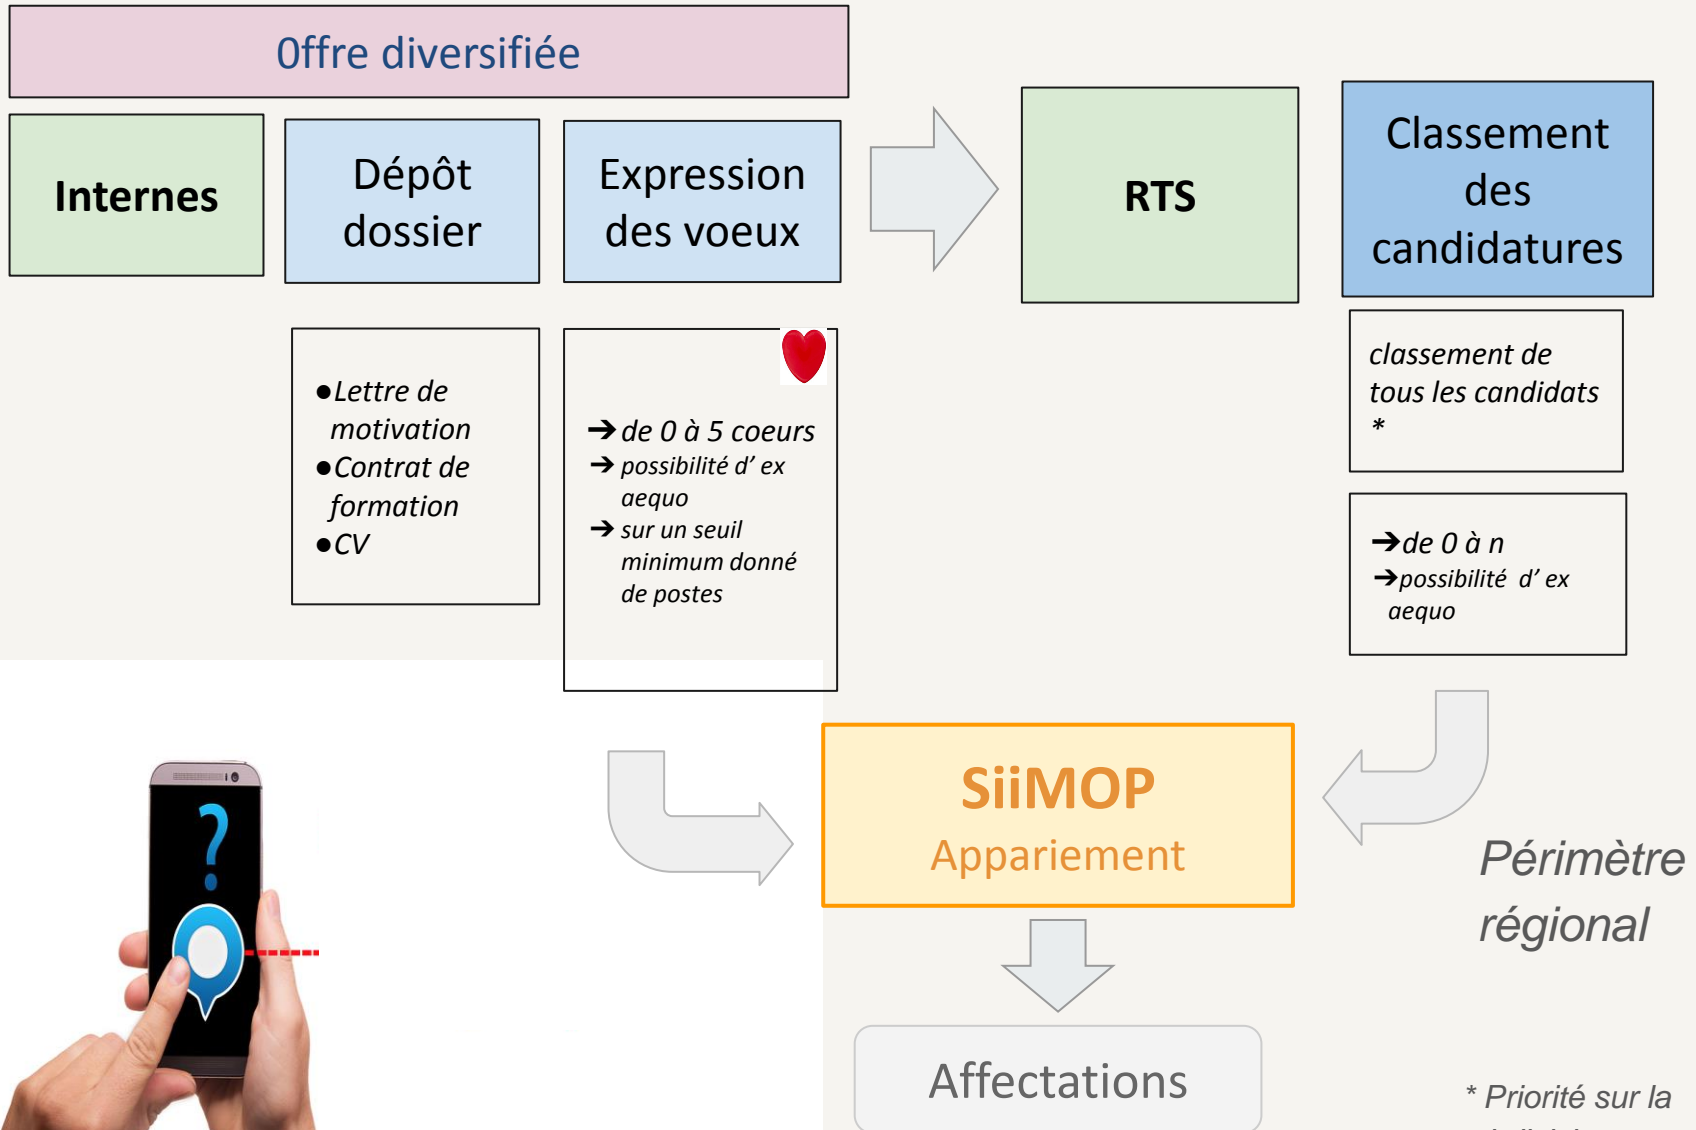 0ffre diversifiée
Internes
Dépôt
dossier
Expression
des voeux
RTS
Classement
des
candidatures
●Lettre de
motivation
●Contrat de
formation
●CV
➔ de 0 à 5 coeurs
➔ possibilité d’ ex
aequo
➔ sur un seuil
minimum donné
de postes
classement de
tous les candidats
*
➔de 0 à n
➔possibilité d’ ex
aequo
?
SiiMOP
Appariement
Périmètre
régional
Affectations
* Priorité sur la